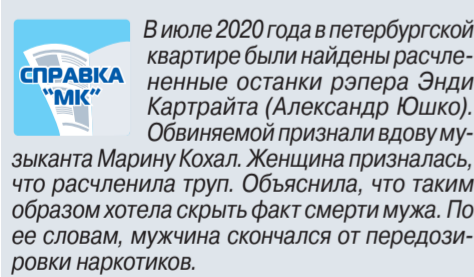 СПРАВКА
"МК"
В июле 2020 года в петербургской
квартире были найдены расчле-
ненные останки рэпера Энди
Картрайта (Александр Юшко).
Обвиняемой признали вдову му-
зыканта Марину Кохал. Женщина призналась,
что расчленила труп. Объяснила, что таким
образом хотела скрыть факт смерти мужа. По
ее словам, мужчина скончался от передози-
ровки наркотиков.